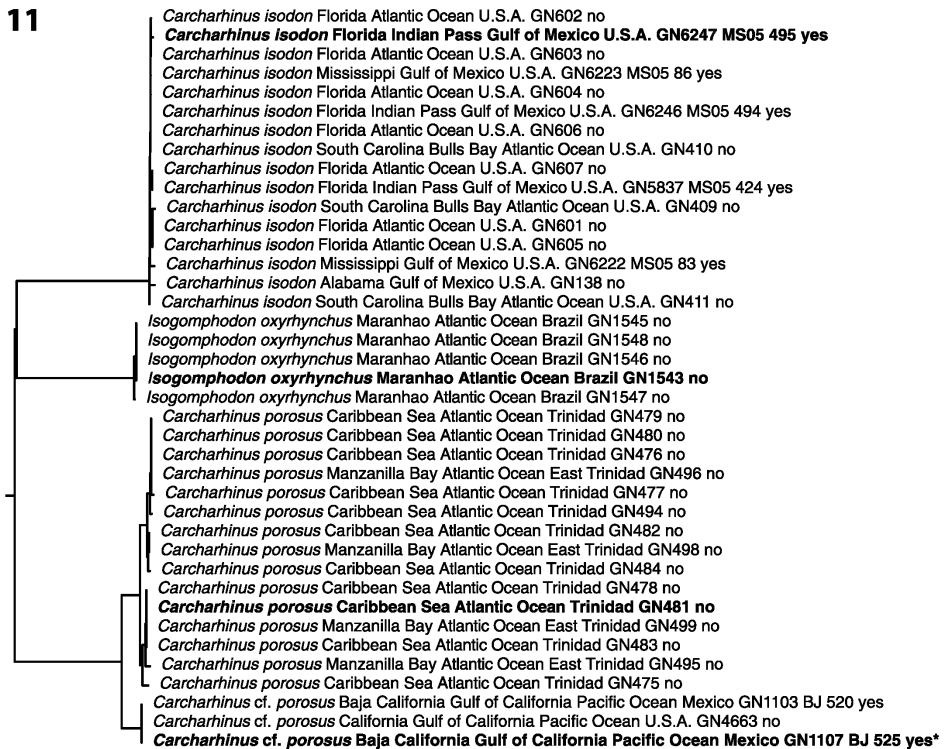 11
Carcharhinus isodon Florida Atlantic Ocean U.S.A. GN602 no
Carcharhinus isodon Florida Indian Pass Gulf of Mexico U.S.A. GN6247 MS05 495 yes
Carcharhinus isodon Florida Atlantic Ocean U.S.A. GN603 no
Carcharhinus isodon Mississippi Gulf of Mexico U.S.A. GN6223 MS05 86 yes
Carcharhinus isodon Florida Atlantic Ocean U.S.A. GN604 no
Carcharhinus isodon Florida Indian Pass Gulf of Mexico U.S.A. GN6246 MS05 494 yes
Carcharhinus isodon Florida Atlantic Ocean U.S.A. GN606 no
Carcharhinus isodon South Carolina Bulls Bay Atlantic Ocean U.S.A. GN410 no
Carcharhinus isodon Florida Atlantic Ocean U.S.A. GN607 no
Carcharhinus isodon Florida Indian Pass Gulf of Mexico U.S.A. GN5837 MS05 424 yes
Carcharhinus isodon South Carolina Bulls Bay Atlantic Ocean U.S.A. GN409 no
Carcharhinus isodon Florida Atlantic Ocean U.S.A. GN601 no
Carcharhinus isodon Florida Atlantic Ocean U.S.A. GN605 no
Carcharhinus isodon Mississippi Gulf of Mexico U.S.A. GN6222 MS05 83 yes
Carcharhinus isodon Alabama Gulf of Mexico U.S.A. GN138 no
Carcharhinus isodon South Carolina Bulls Bay Atlantic Ocean U.S.A. GN411 no
Isogomphodon oxyrhynchus Maranhao Atlantic Ocean Brazil GN1545 no
Isogomphodon oxyrhynchus Maranhao Atlantic Ocean Brazil GN1548 no
Isogomphodon oxyrhynchus Maranhao Atlantic Ocean Brazil GN1546 no
Isogomphodon oxyrhynchus Maranhao Atlantic Ocean Brazil GN1543 no
Isogomphodon oxyrhynchus Maranhao Atlantic Ocean Brazil GN1547 no
Carcharhinus porosus Caribbean Sea Atlantic Ocean Trinidad GN479 no
Carcharhinus porosus Caribbean Sea Atlantic Ocean Trinidad GN480 no
Carcharhinus porosus Caribbean Sea Atlantic Ocean Trinidad GN476 no
Carcharhinus porosus Manzanilla Bay Atlantic Ocean East Trinidad GN496 no
Carcharhinus porosus Caribbean Sea Atlantic Ocean Trinidad GN477 no
Carcharhinus porosus Caribbean Sea Atlantic Ocean Trinidad GN494 no
Carcharhinus porosus Caribbean Sea Atlantic Ocean Trinidad GN482 no
Carcharhinus porosus Manzanilla Bay Atlantic Ocean East Trinidad GN498 no
Carcharhinus porosus Caribbean Sea Atlantic Ocean Trinidad GN484 no
Carcharhinus porosus Caribbean Sea Atlantic Ocean Trinidad GN478 no
Carcharhinus porosus Caribbean Sea Atlantic Ocean Trinidad GN481 no
Carcharhinus porosus Manzanilla Bay Atlantic Ocean East Trinidad GN499 no
Carcharhinus porosus Caribbean Sea Atlantic Ocean Trinidad GN483 no
Carcharhinus porosus Manzanilla Bay Atlantic Ocean East Trinidad GN495 no
Carcharhinus porosus Caribbean Sea Atlantic Ocean Trinidad GN475 no
Carcharhinus cf. porosus Baja California Gulf of California Pacific Ocean Mexico GN1103 BJ 520 yes
Carcharhinus cf. porosus California Gulf of California Pacific Ocean U.S.A. GN4663 no
Carcharhinus cf. porosus Baja California Gulf of California Pacific Ocean Mexico GN1107 BJ 525 yes*